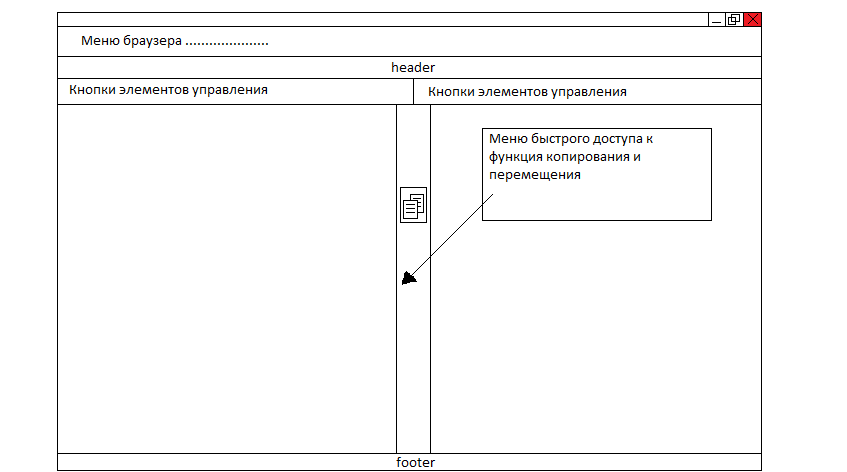 Меню браузера .....................
header
Кнопки элементов управления
Кнопки элементов управления
Меню быстрого доступа к
функция копирования и
перемещения
footer